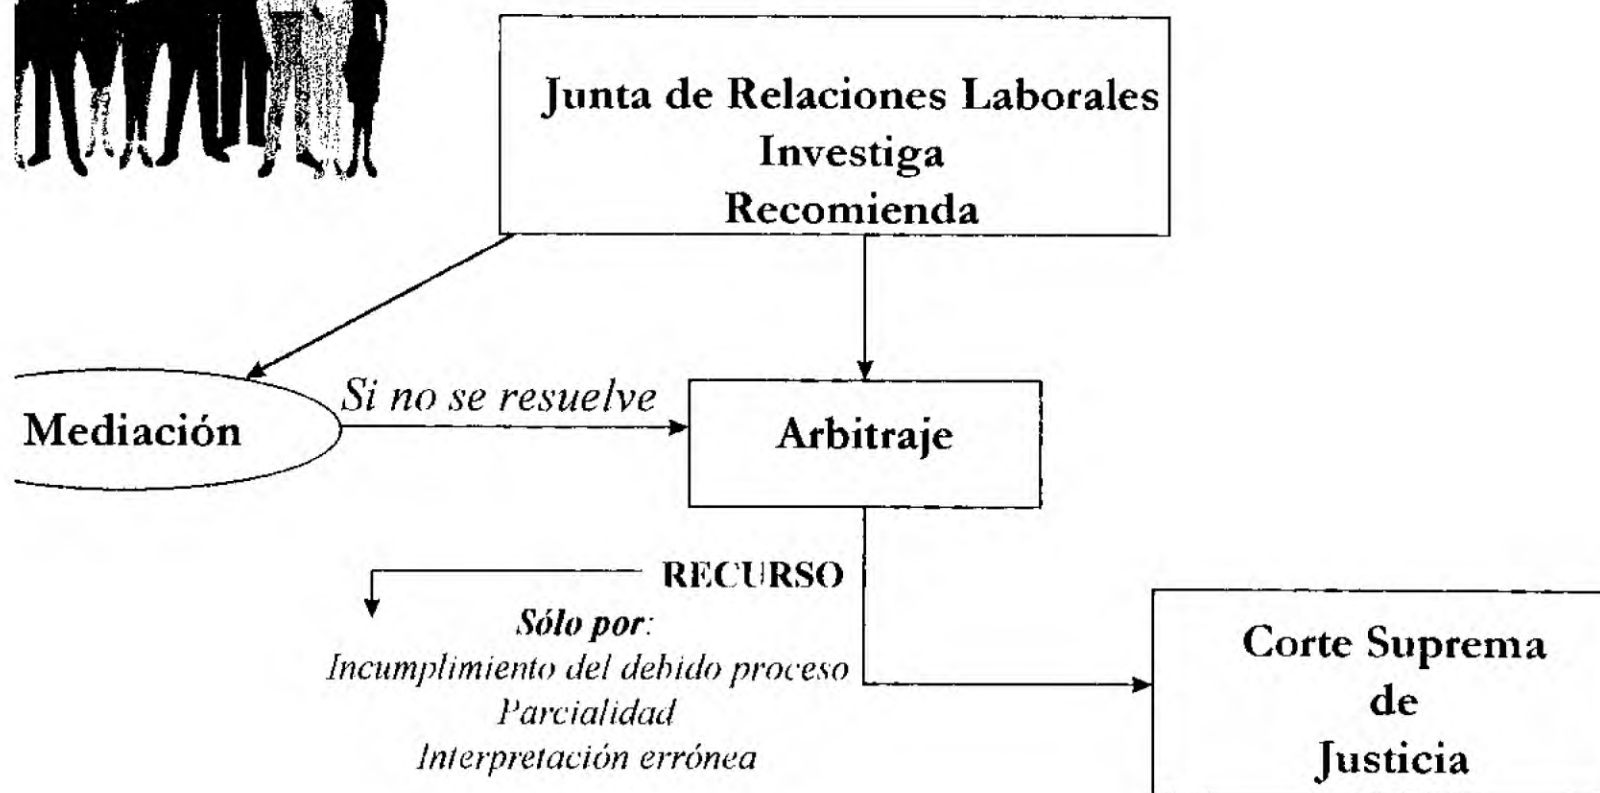 Junta de Relaciones Laborales
Investiga
Recomienda
Si no se resuelve
Mediación
Arbitraje
RECURSO
Sólo por:
Incumplimiento del debido proceso
Parcialidad
Interpretación errónea
Corte Suprema
de
Justicia